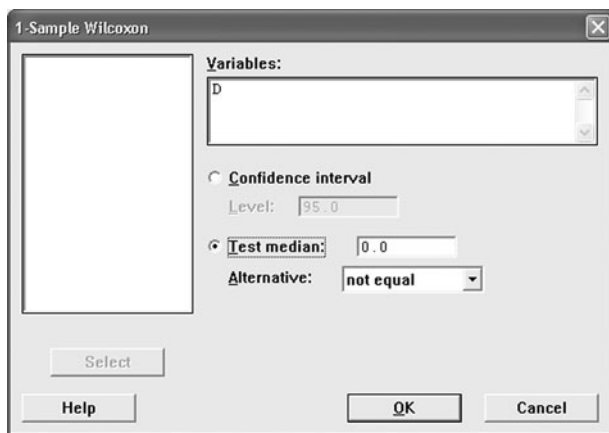 1-Sample Wilcoxon
Variables:
D
Confidence interval
Level: 95.0
Test median: 0.0
Alternative: not equal
Select
Help
OK
Cancel